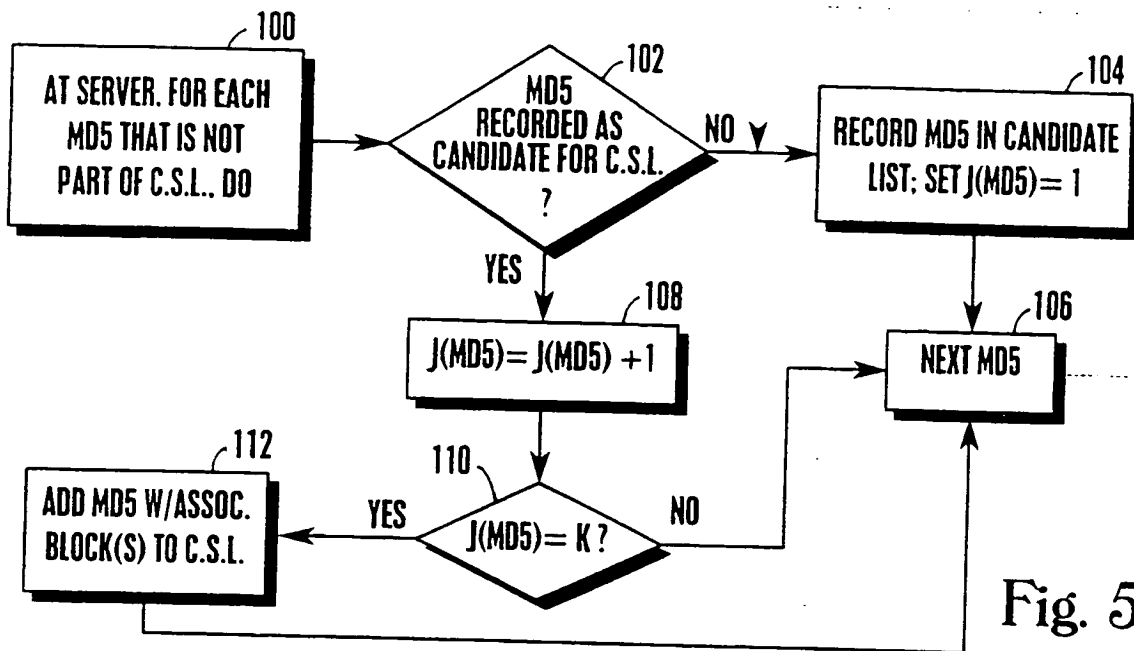 100
AT SERVER. FOR EACH
MD5 THAT IS NOT
PART OF C.S.L., DO
102
MD5
RECORDED AS
CANDIDATE FOR C.S.L.
?
NO
YES
104
RECORD MD5 IN CANDIDATE
LIST; SET J(MD5)= 1
106
NEXT MD5
108
J(MD5)= J(MD5) +1
110
J(MD5)= K ?
YES
NO
112
ADD MD5 W/ASSOC.
BLOCK(S) TO C.S.L.
Fig. 5